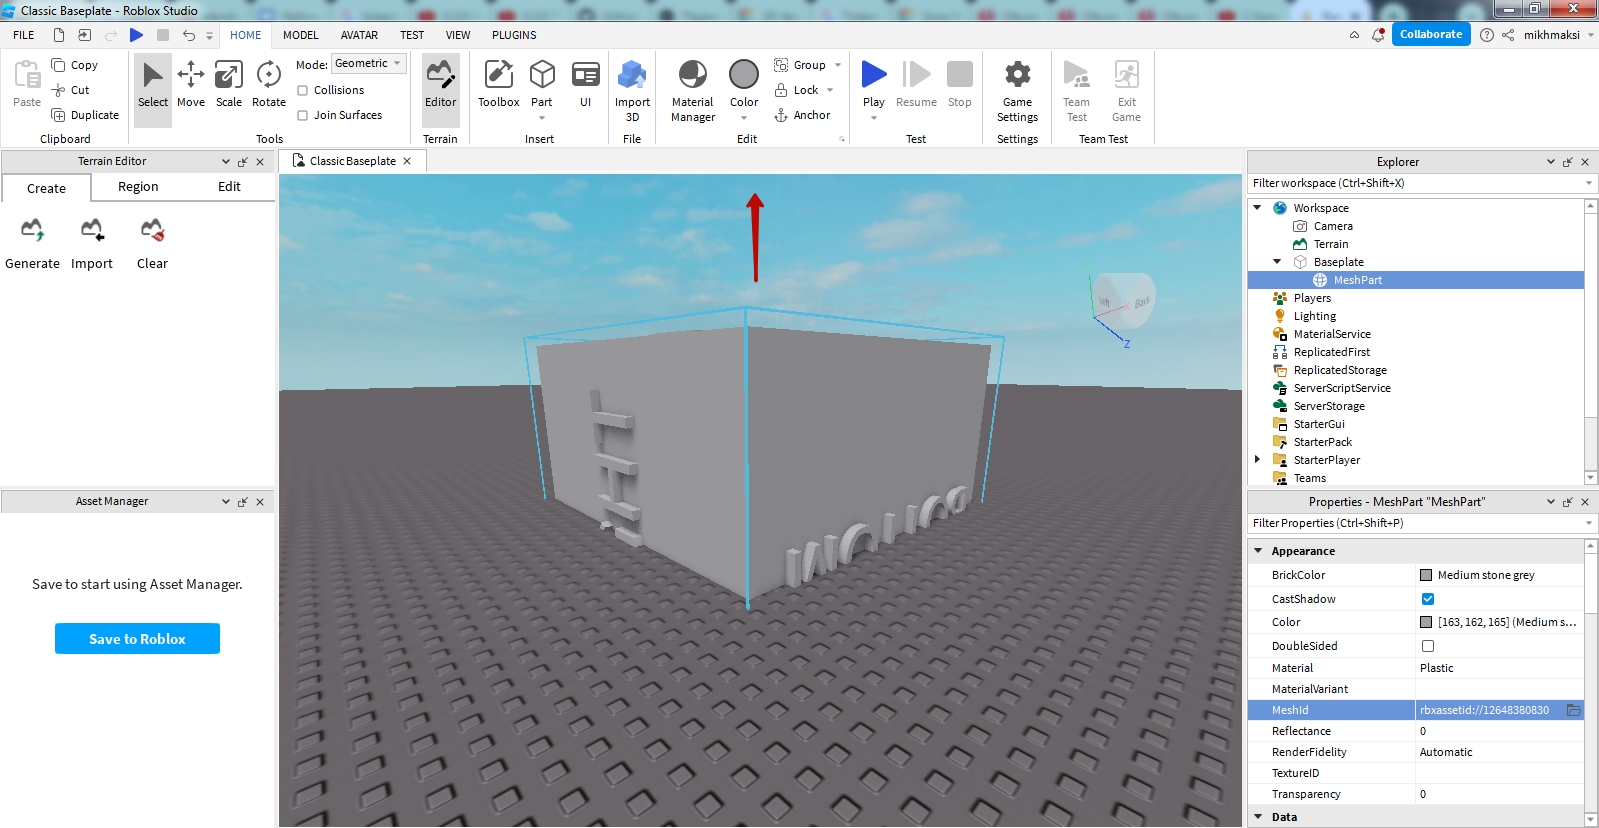 Classic Baseplate - Roblox Studio
FILE HOME MODEL AVATAR TEST VIEW PLUGINS Collaborate mikhmaksi
Paste
Copy
Cut
Duplicate
Clipboard
Select Move Scale Rotate
Mode: Geometric
Collisions
Join Surfaces
Tools
Editor
Terrain
Toolbox Part UI
Insert
Import
3D
File
Material
Manager
Color
Group
Lock
Anchor
Edit
Play Resume Stop
Test
Game
Settings
Settings
Team
Test
Exit
Game
Team Test
Terrain Editor
Create Region Edit
Generate Import Clear
Asset Manager
Save to start using Asset Manager.
Save to Roblox
Classic Baseplate
Left Back
Z
Explorer
Filter workspace (Ctrl+Shift+X)
Workspace
Camera
Terrain
Baseplate
MeshPart
Players
Lighting
MaterialService
ReplicatedFirst
ReplicatedStorage
ServerScriptService
ServerStorage
StarterGui
StarterPack
StarterPlayer
Teams
Properties - MeshPart "MeshPart"
Filter Properties (Ctrl+Shift+P)
Appearance
BrickColor Medium stone grey
CastShadow
Color [163, 162, 165] (Medium s...
DoubleSided
Material Plastic
MaterialVariant
MeshId rbxassetid://12648380830
Reflectance 0
RenderFidelity Automatic
TextureID
Transparency 0
Data